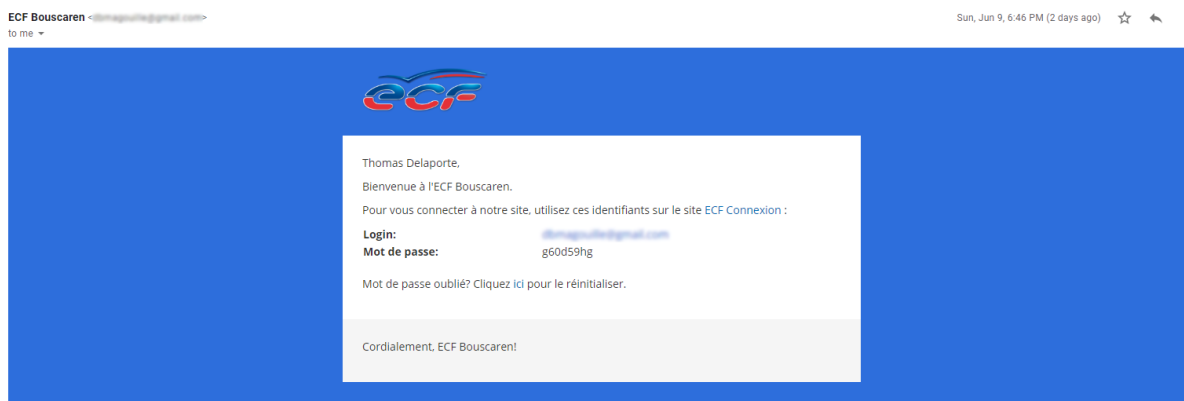 ECF Bouscaren
Sun, Jun 9, 6:46 PM (2 days ago)
to me
ecf
Thomas Delaporte,
Bienvenue à l'ECF Bouscaren.
Pour vous connecter à notre site, utilisez ces identifiants sur le site ECF Connexion :
Login:
Mot de passe: g60d59hg
Mot de passe oublié? Cliquez ici pour le réinitialiser.
Cordialement, ECF Bouscaren!